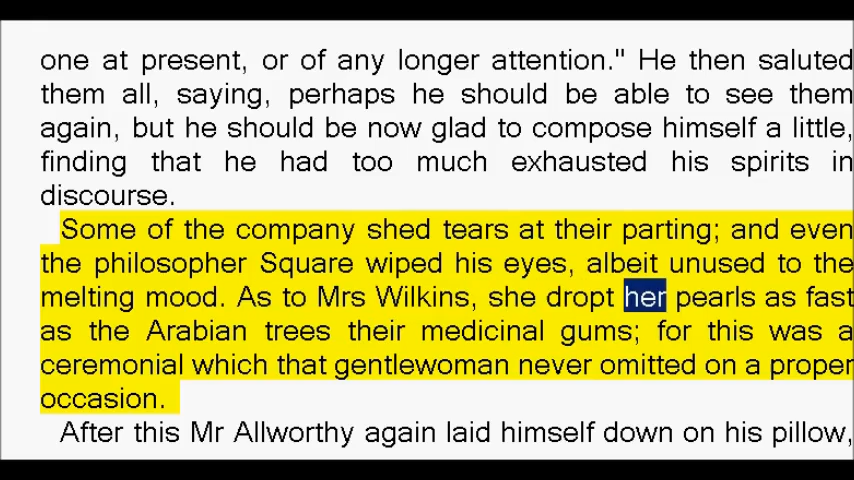 one at present, or of any longer attention." He then saluted
them all, saying, perhaps he should be able to see them
again, but he should be now glad to compose himself a little,
finding that he had too much exhausted his spirits in
discourse.
Some of the company shed tears at their parting; and even
the philosopher Square wiped his eyes, albeit unused to the
melting mood. As to Mrs Wilkins, she dropt her pearls as fast
as the Arabian trees their medicinal gums; for this was a
ceremonial which that gentlewoman never omitted on a proper
occasion.
After this Mr Allworthy again laid himself down on his pillow,